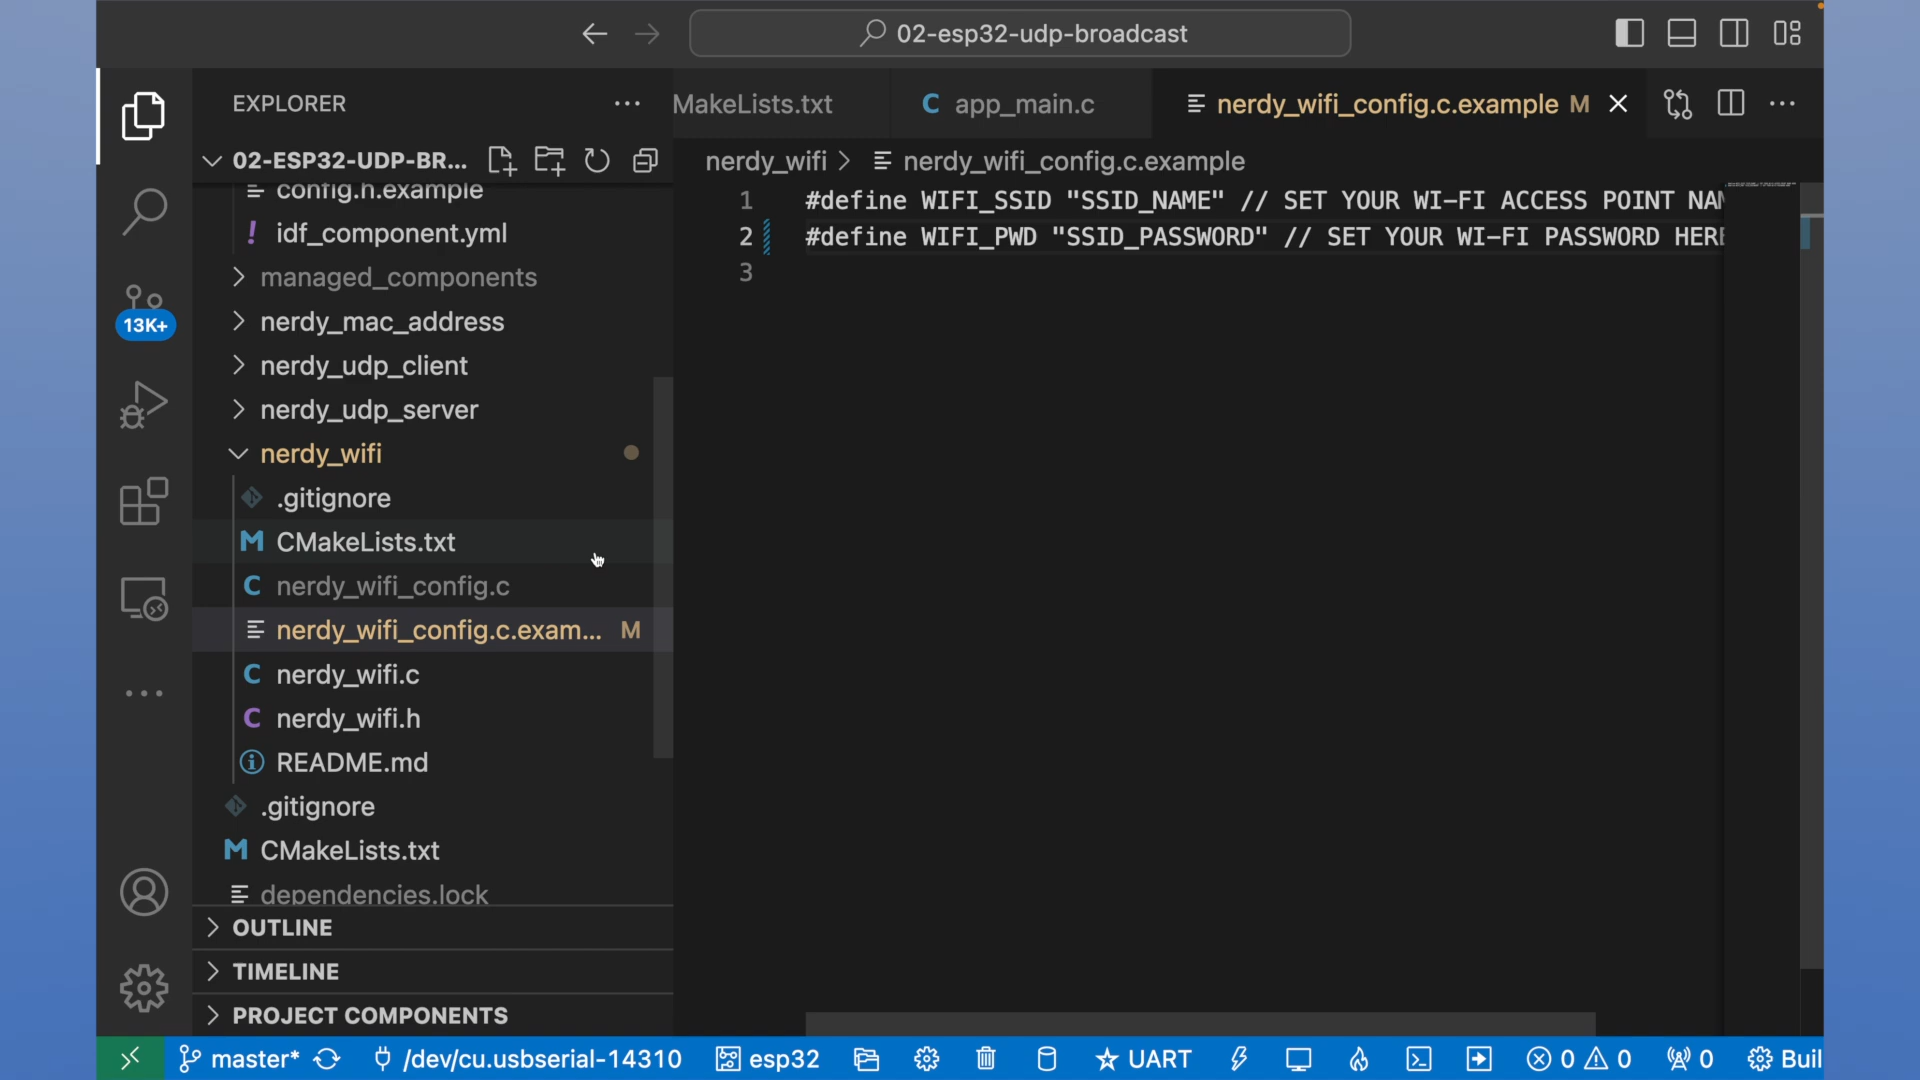 02-esp32-udp-broadcast
EXPLORER
MakeLists.txt
C app_main.c
nerdy_wifi_config.c.example M
02-ESP32-UDP-BR...
nerdy_wifi > nerdy_wifi_config.c.example
1 #define WIFI_SSID "SSID_NAME" // SET YOUR WI-FI ACCESS POINT NAM
2 #define WIFI_PWD "SSID_PASSWORD" // SET YOUR WI-FI PASSWORD HERE
3
config.h.example
! idf_component.yml
managed_components
nerdy_mac_address
nerdy_udp_client
nerdy_udp_server
nerdy_wifi
.gitignore
M CMakeLists.txt
C nerdy_wifi_config.c
nerdy_wifi_config.c.exam... M
C nerdy_wifi.c
C nerdy_wifi.h
README.md
.gitignore
M CMakeLists.txt
dependencies.lock
OUTLINE
TIMELINE
PROJECT COMPONENTS
13K+
master* /dev/cu.usbserial-14310 esp32 UART 0 0 0 Buil